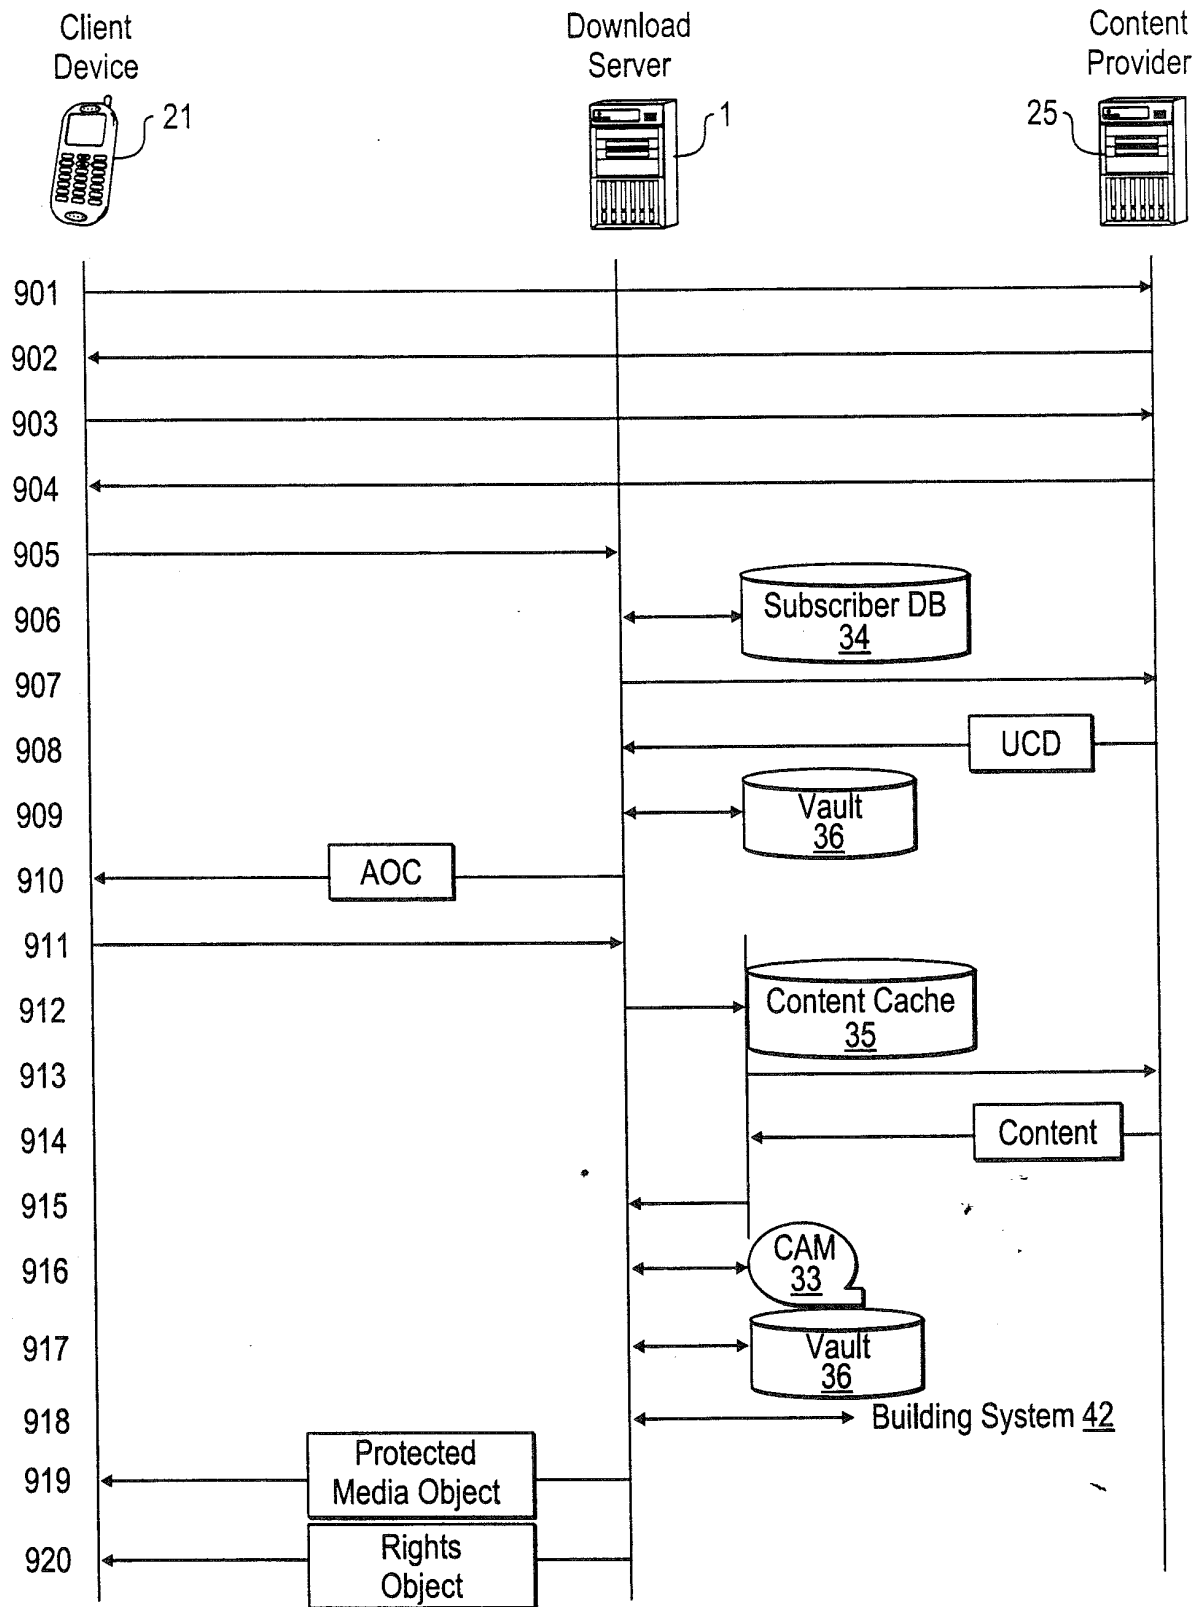 Client
Device
Download
Server
Content
Provider
21
1
25
901
902
903
904
905
906
Subscriber DB
34
907
908
UCD
909
Vault
36
910
AOC
911
912
Content Cache
35
913
914
Content
915
916
CAM
33
917
Vault
36
918
Building System 42
919
Protected
Media Object
920
Rights
Object